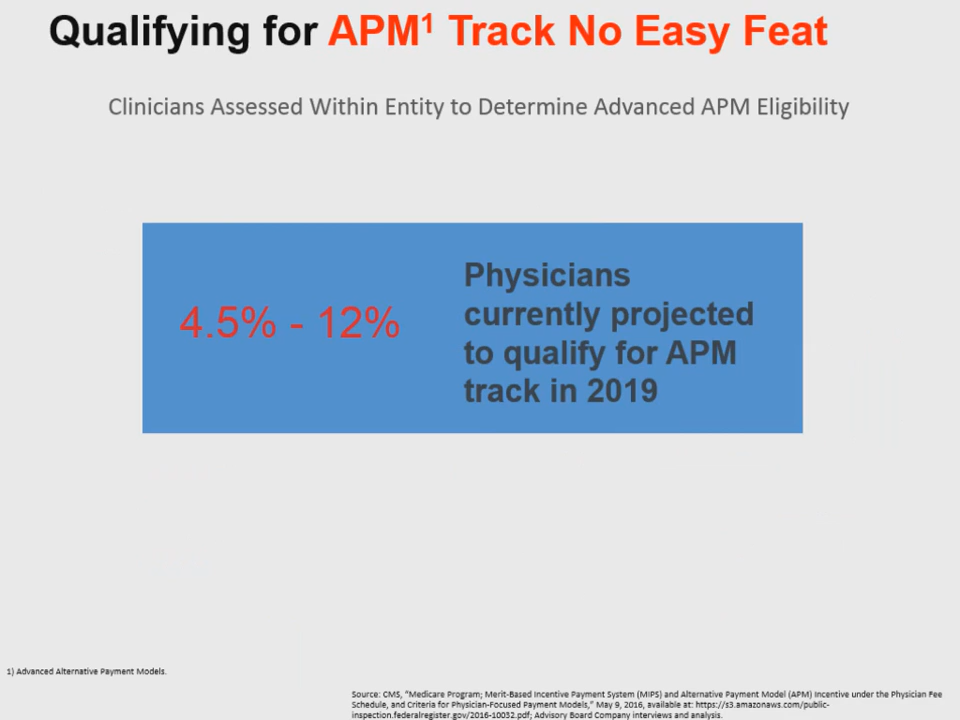 Qualifying for APM¹ Track No Easy Feat
Clinicians Assessed Within Entity to Determine Advanced APM Eligibility
4.5% - 12%
Physicians
currently projected
to qualify for APM
track in 2019
1) Advanced Alternative Payment Models.
Source: CMS, "Medicare Program; Merit-Based Incentive Payment System (MIPS) and Alternative Payment Model (APM) Incentive under the Physician Fee
Schedule, and Criteria for Physician-Focused Payment Models," May 9, 2016, available at: https://s3.amazonaws.com/public-
inspection.federalregister.gov/2016-10032.pdf; Advisory Board Company interviews and analysis.